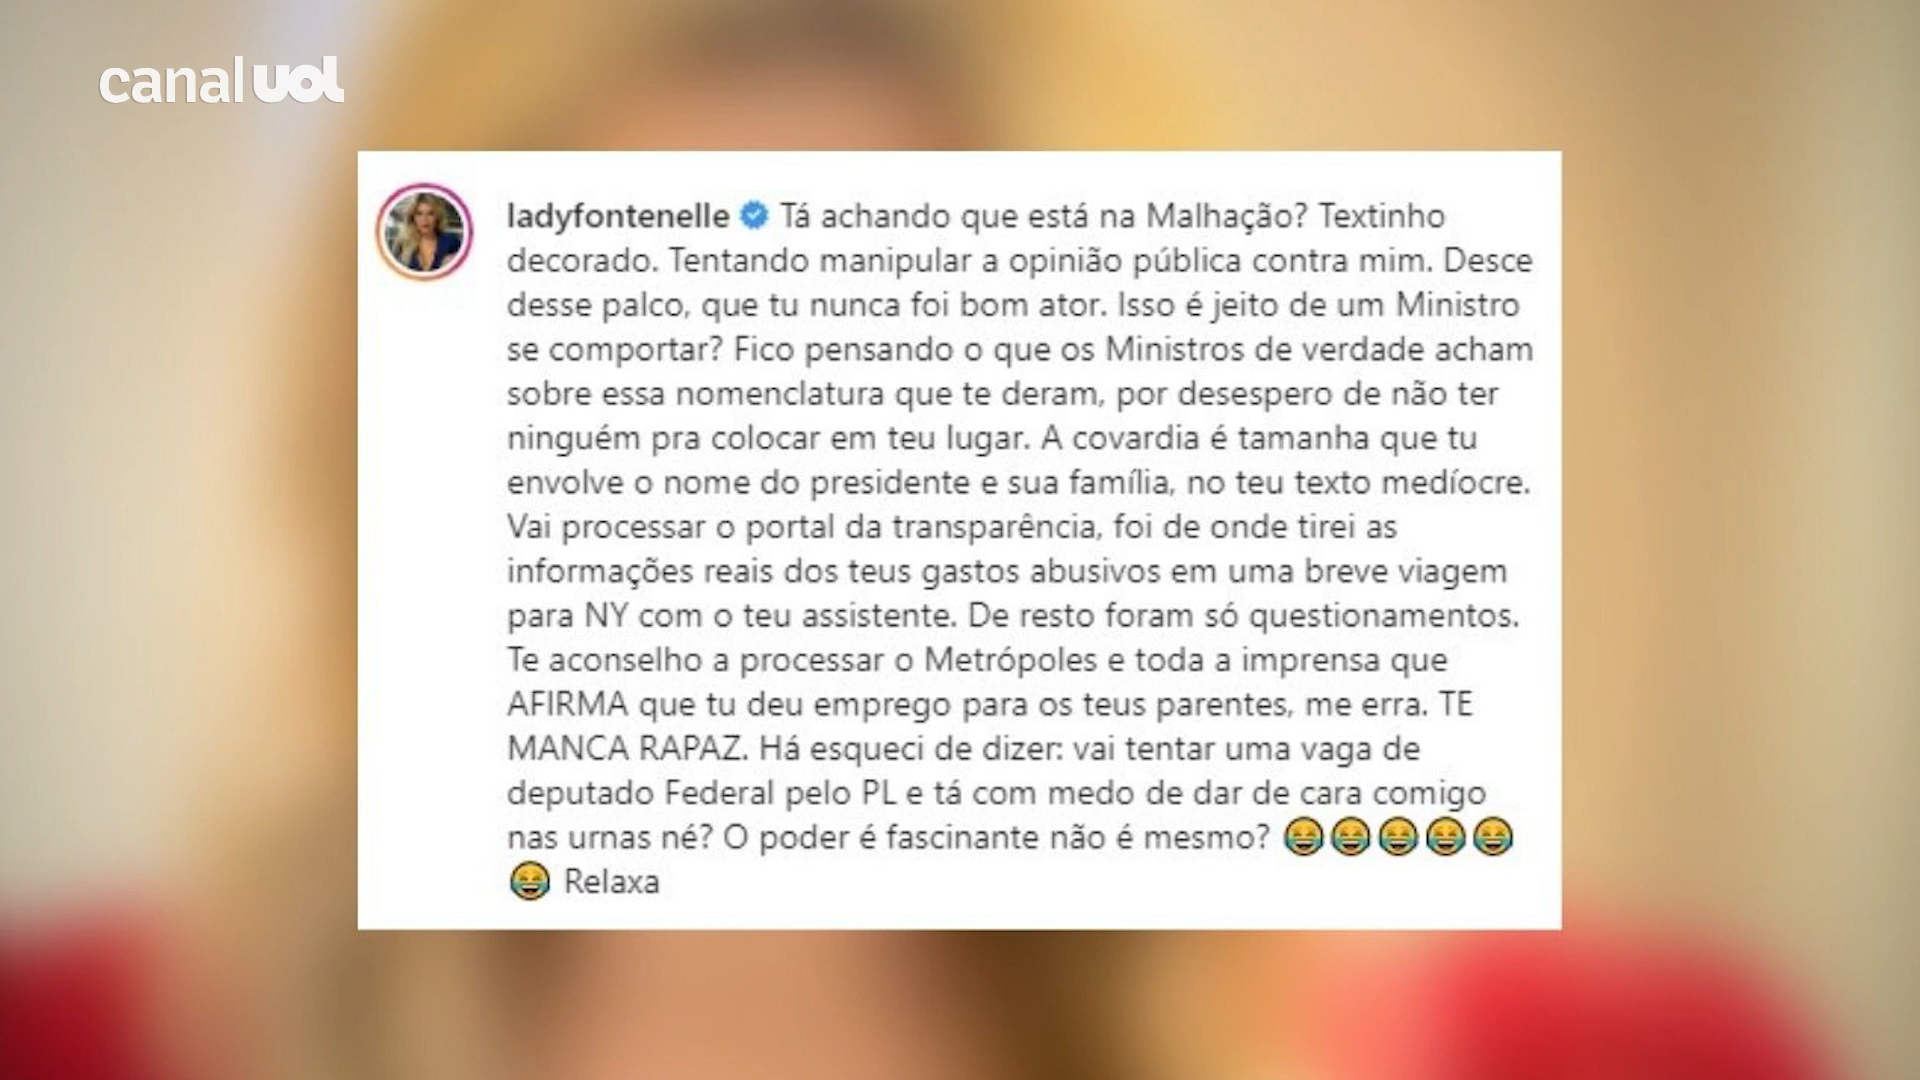 canal uol
ladyfontenelle Tá achando que está na Malhação? Textinho
decorado. Tentando manipular a opinião pública contra mim. Desce
desse palco, que tu nunca foi bom ator. Isso é jeito de um Ministro
se comportar? Fico pensando o que os Ministros de verdade acham
sobre essa nomenclatura que te deram, por desespero de não ter
ninguém pra colocar em teu lugar. A covardia é tamanha que tu
envolve o nome do presidente e sua família, no teu texto medíocre.
Vai processar o portal da transparência, foi de onde tirei as
informações reais dos teus gastos abusivos em uma breve viagem
para NY com o teu assistente. De resto foram só questionamentos.
Te aconselho a processar o Metrópoles e toda a imprensa que
AFIRMA que tu deu emprego para os teus parentes, me erra. TE
MANCA RAPAZ. Há esqueci de dizer: vai tentar uma vaga de
deputado Federal pelo PL e tá com medo de dar de cara comigo
nas urnas né? O poder é fascinante não é mesmo? 😂😂😂😂😂
😂 Relaxa